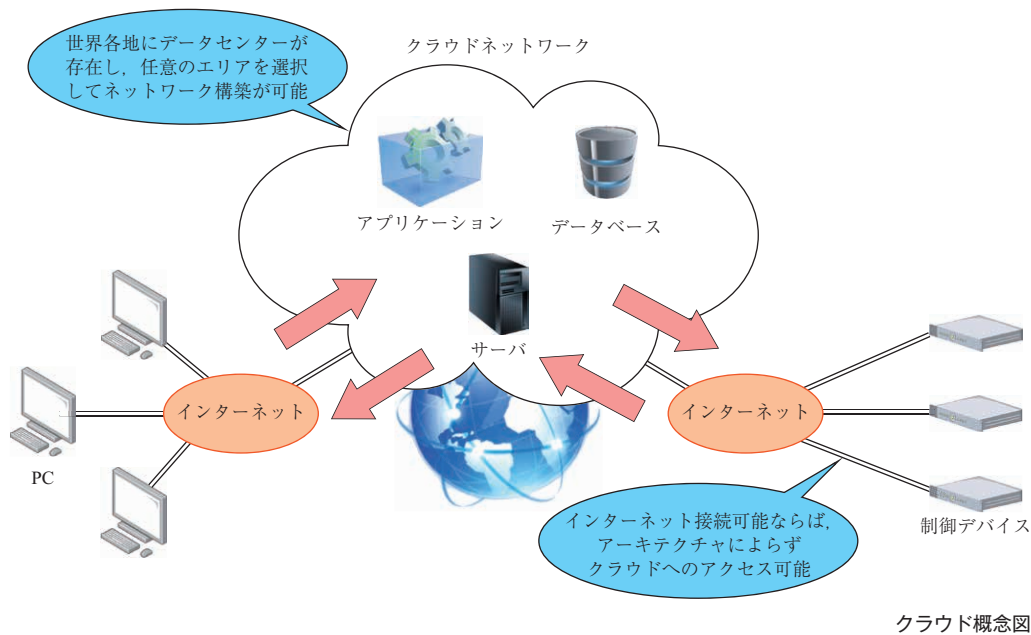 世界各地にデータセンターが
存在し，任意のエリアを選択
してネットワーク構築が可能
クラウドネットワーク
アプリケーション
データベース
サーバ
インターネット
インターネット
PC
インターネット接続可能ならば，
アーキテクチャによらず
クラウドへのアクセス可能
制御デバイス
クラウド概念図